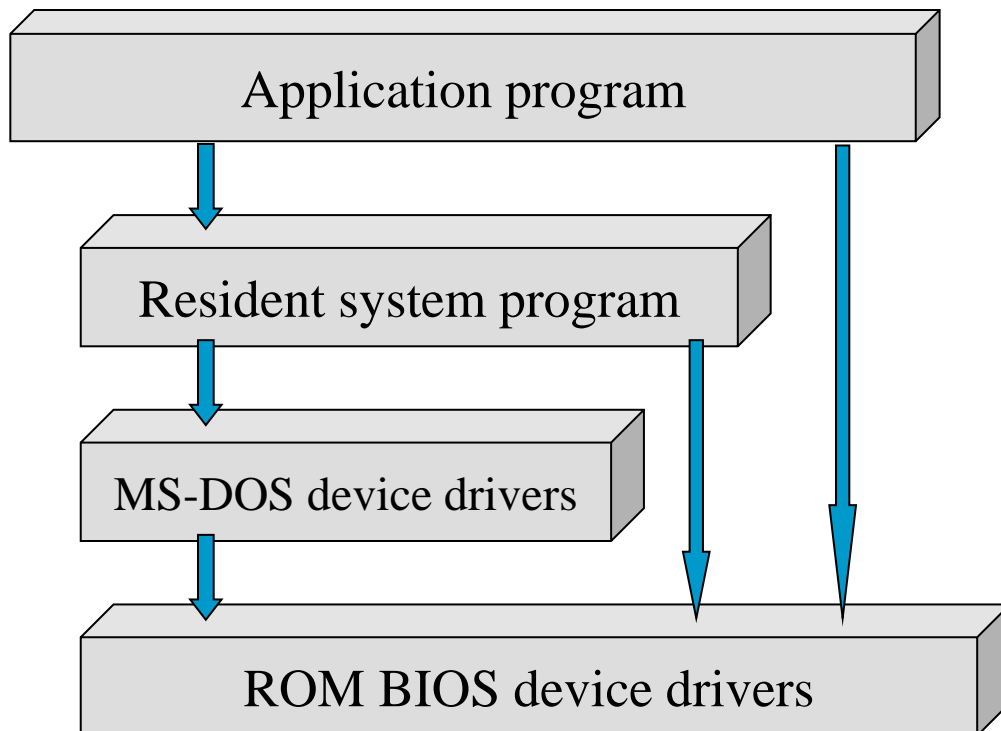 Application program
Resident system program
MS-DOS device drivers
ROM BIOS device drivers